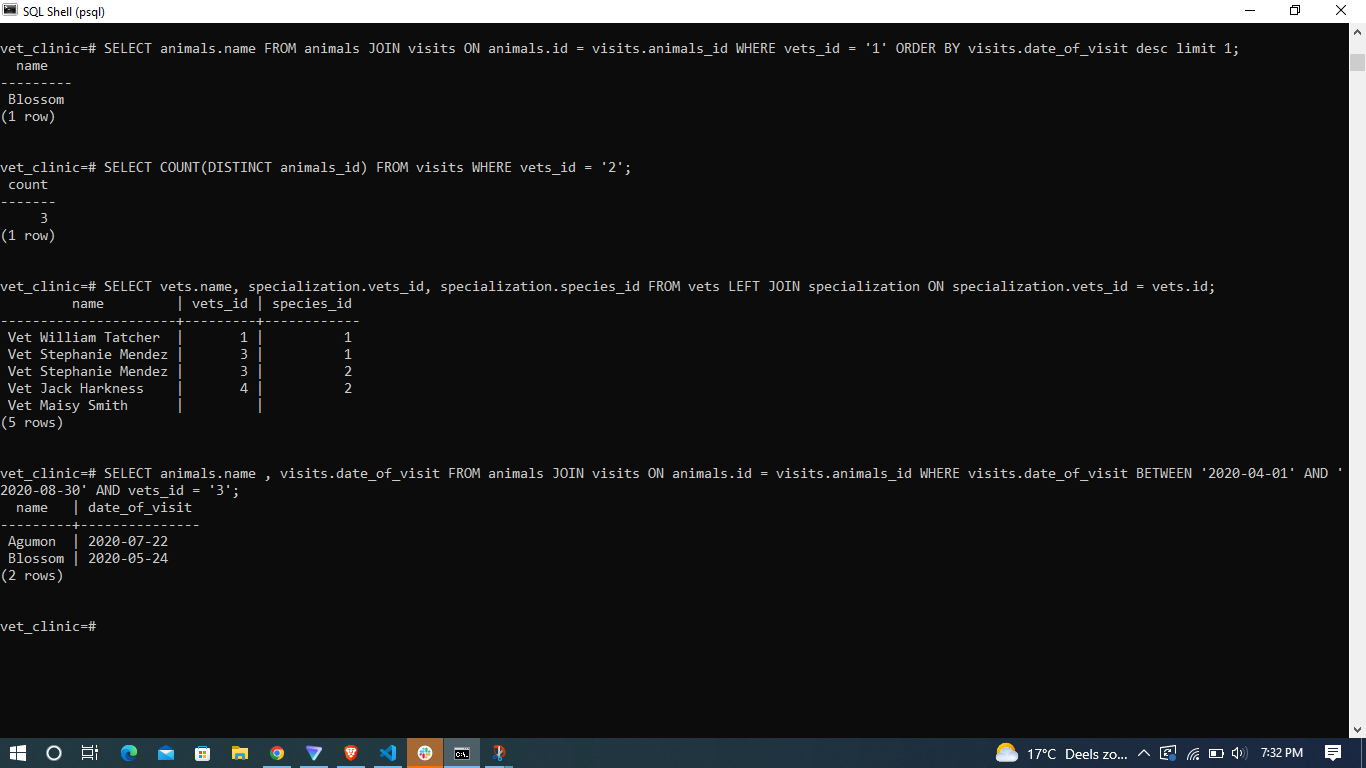 SQL Shell (psql)
vet_clinic=# SELECT animals.name FROM animals JOIN visits ON animals.id = visits.animals_id WHERE vets_id = '1' ORDER BY visits.date_of_visit desc limit 1;
  name
---------
 Blossom
(1 row)
vet_clinic=# SELECT COUNT(DISTINCT animals_id) FROM visits WHERE vets_id = '2';
 count
-------
     3
(1 row)
vet_clinic=# SELECT vets.name, specialization.vets_id, specialization.species_id FROM vets LEFT JOIN specialization ON specialization.vets_id = vets.id;
         name         | vets_id | species_id
----------------------+---------+------------
 Vet William Tatcher  |       1 |          1
 Vet Stephanie Mendez |       3 |          1
 Vet Stephanie Mendez |       3 |          2
 Vet Jack Harkness    |       4 |          2
 Vet Maisy Smith      |         |
(5 rows)
vet_clinic=# SELECT animals.name , visits.date_of_visit FROM animals JOIN visits ON animals.id = visits.animals_id WHERE visits.date_of_visit BETWEEN '2020-04-01' AND '
2020-08-30' AND vets_id = '3';
  name   | date_of_visit
---------+---------------
 Agumon  | 2020-07-22
 Blossom | 2020-05-24
(2 rows)
vet_clinic=#
17°C Deels zo... 7:32 PM